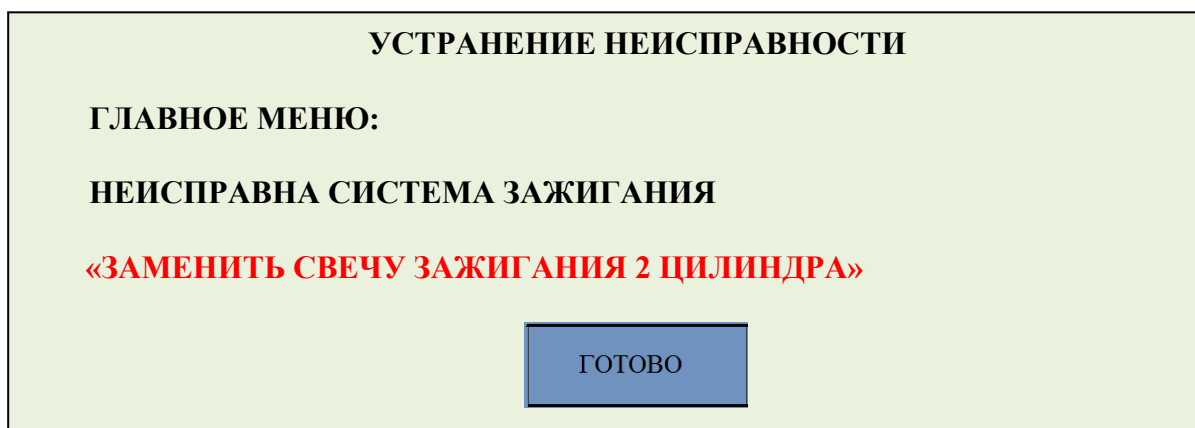 УСТРАНЕНИЕ НЕИСПРАВНОСТИ
ГЛАВНОЕ МЕНЮ:
НЕИСПРАВНА СИСТЕМА ЗАЖИГАНИЯ
«ЗАМЕНИТЬ СВЕЧУ ЗАЖИГАНИЯ 2 ЦИЛИНДРА»
ГОТОВО